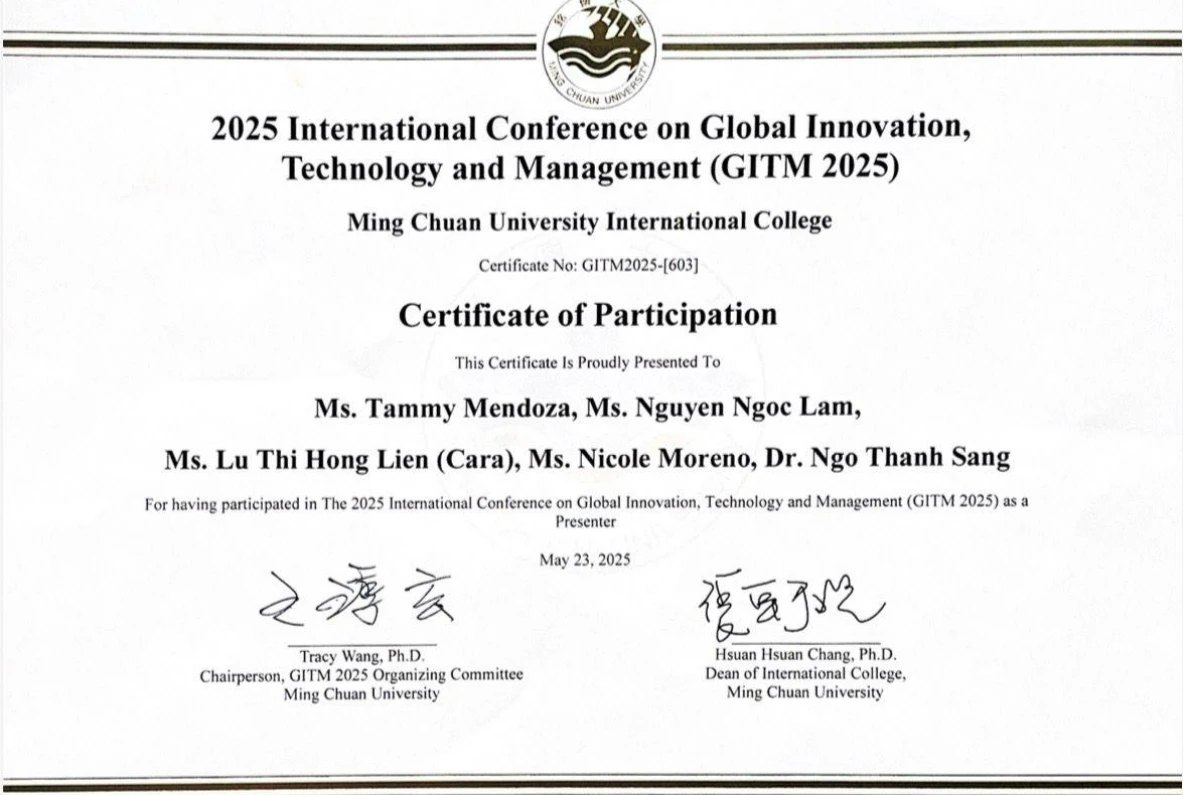 MING CHUAN UNIVERSITY
2025 International Conference on Global Innovation,
Technology and Management (GITM 2025)
Ming Chuan University International College
Certificate No: GITM2025-[603]
Certificate of Participation
This Certificate Is Proudly Presented To
Ms. Tammy Mendoza, Ms. Nguyen Ngoc Lam,
Ms. Lu Thi Hong Lien (Cara), Ms. Nicole Moreno, Dr. Ngo Thanh Sang
For having participated in The 2025 International Conference on Global Innovation, Technology and Management (GITM 2025) as a
Presenter
May 23, 2025
Tracy Wang, Ph.D.
Chairperson, GITM 2025 Organizing Committee
Ming Chuan University
Hsuan Hsuan Chang, Ph.D.
Dean of International College,
Ming Chuan University